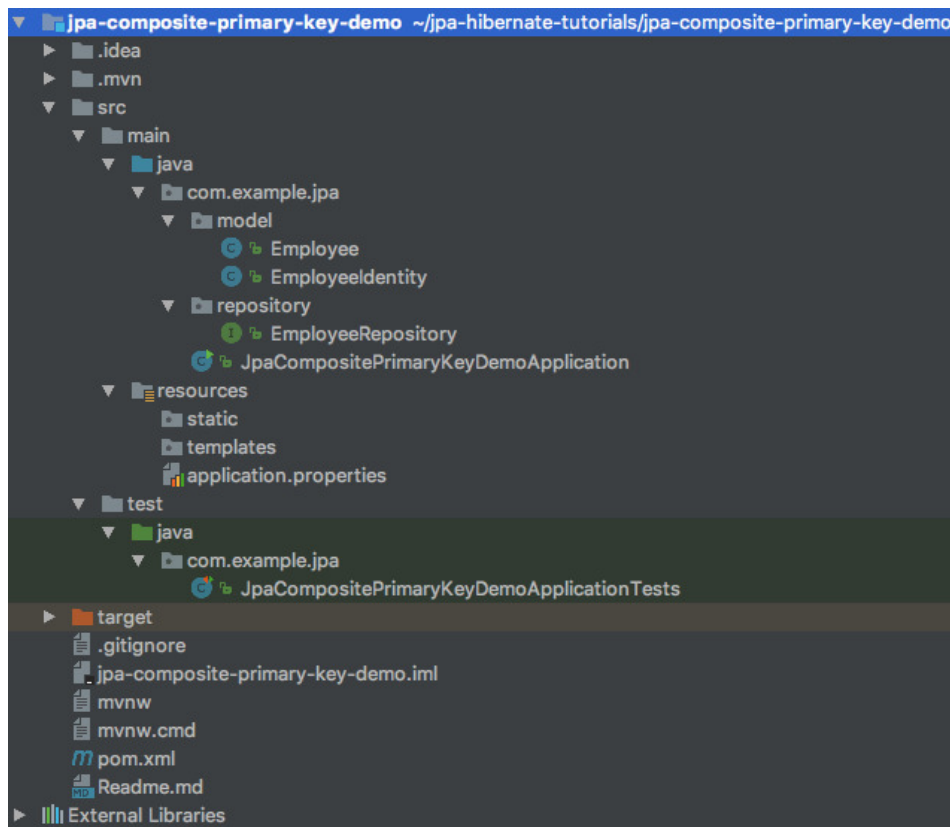 jpa-composite-primary-key-demo ~/jpa-hibernate-tutorials/jpa-composite-primary-key-demo
.idea
.mvn
src
main
java
com.example.jpa
model
C Employee
C EmployeeIdentity
repository
I EmployeeRepository
C JpaCompositePrimaryKeyDemoApplication
resources
static
templates
application.properties
test
java
com.example.jpa
C JpaCompositePrimaryKeyDemoApplicationTests
target
.gitignore
jpa-composite-primary-key-demo.iml
mvnw
mvnw.cmd
m pom.xml
MD Readme.md
External Libraries